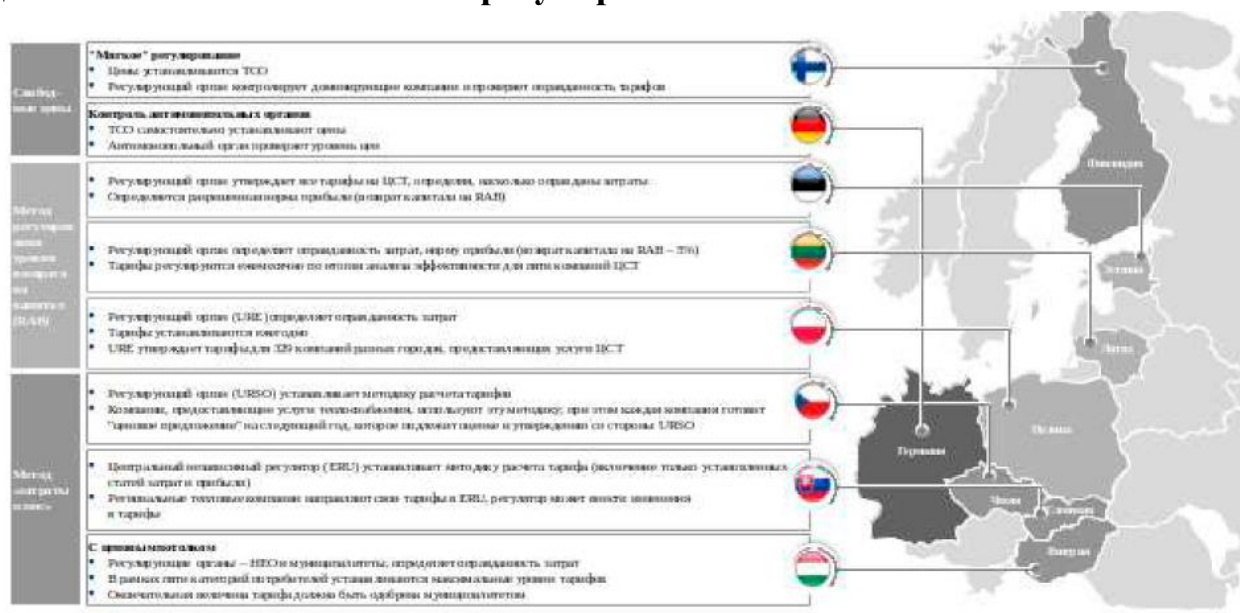 "Мягкое" регулирование
Цены устанавливаются ТСО
Регулирующий орган контролирует доминирующие компании и проверяет оправданность тарифов
Свобод-
ные цены
Контроль антимонопольных органов
ТСО самостоятельно устанавливают цены
Антимонопольный орган проверяет уровень цен
Метод
регулиров
ания
уровня
возврата
на
капитал
(RAB)
Регулирующий орган утверждает все тарифы на ЦСТ, определяя, насколько оправданы затраты
Определяется разрешенная норма прибыли (возврат капитала на RAB)
Регулирующий орган определяет оправданность затрат, норму прибыли (возврат капитала на RAB – 5%)
Тарифы регулируются ежемесячно по итогам анализа эффективности для пяти компаний ЦСТ
Регулирующий орган (URE) определяет оправданность затрат
Тарифы устанавливаются ежегодно
URE утверждает тарифы для 329 компаний разных городов, предоставляющих услуги ЦСТ
Метод
«затраты
плюс»
Регулирующий орган (URSO) устанавливает методику расчета тарифов
Компании, предоставляющие услуги теплоснабжения, используют эту методику; при этом каждая компания готовит
"ценовое предложение" на следующий год, которое подлежит оценке и утверждению со стороны URSO
Центральный независимый регулятор (ERU) устанавливает методику расчета тарифа (включение только установленных
статей затрат и прибыли)
Региональные тепловые компании направляют свои тарифы в ERU, регулятор может внести изменения
в тарифы
С ценовым потолком
Регулирующие органы – HEO и муниципалитеты, определяет оправданность затрат
В рамках пяти категорий потребителей устанавливаются максимальные уровни тарифов
Окончательная величина тарифа должна быть одобрена муниципалитетом
Финляндия
Эстония
Литва
Польша
Германия
Чехия
Словакия
Венгрия